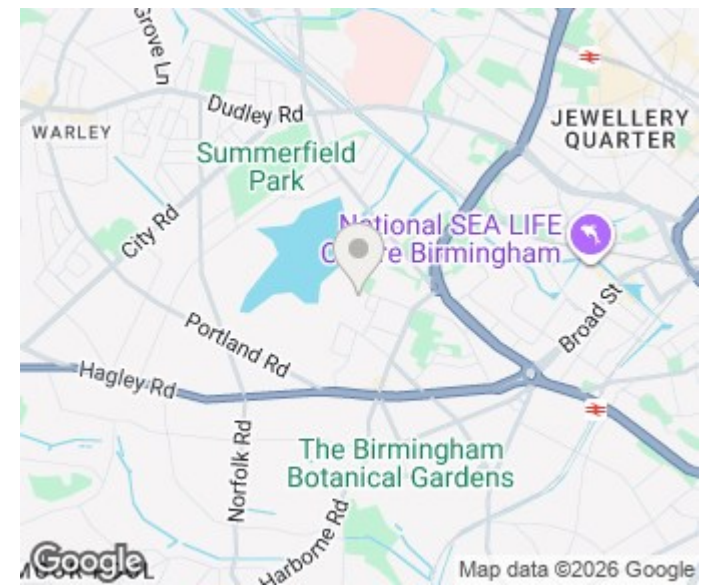 Grove Ln
Dudley Rd
WARLEY
JEWELLERY
QUARTER
Summerfield
Park
City Rd
National SEA LIFE
Centre Birmingham
Broad St
Portland Rd
Hagley Rd
Norfolk Rd
The Birmingham
Botanical Gardens
Harborne Rd
Google
Map data ©2026 Google